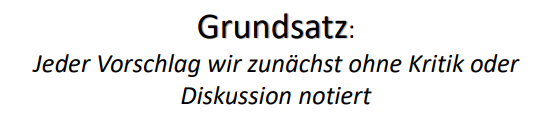 Grundsatz:
Jeder Vorschlag wir zunächst ohne Kritik oder
Diskussion notiert